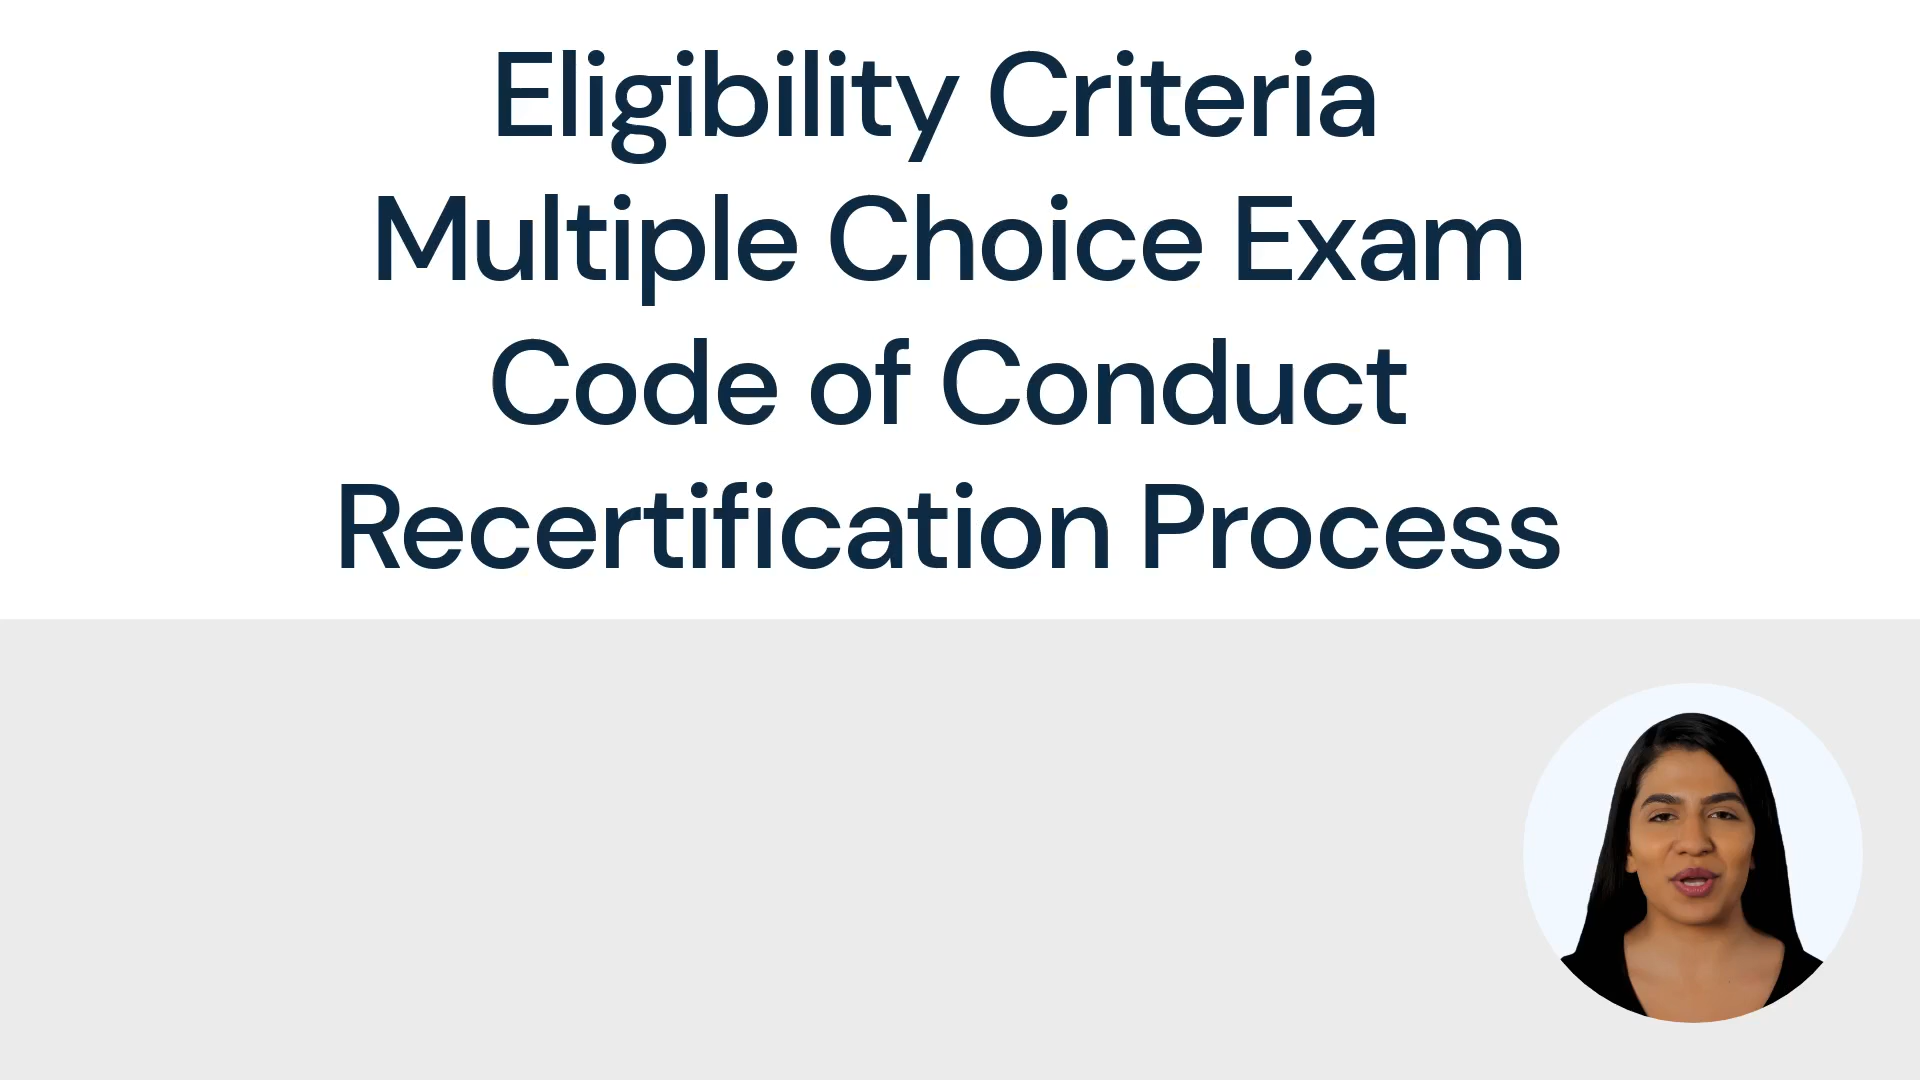 Eligibility Criteria
Multiple Choice Exam
Code of Conduct
Recertification Process